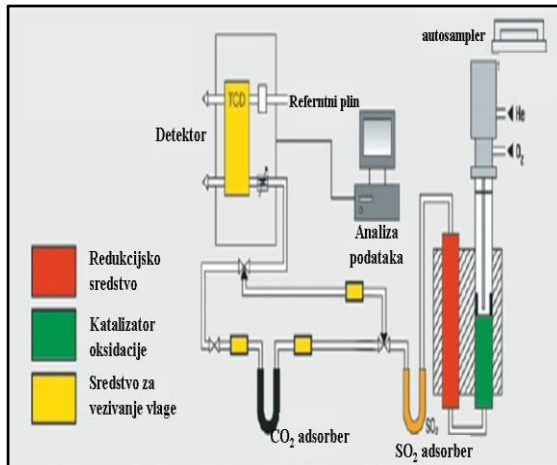 autosampler
TCD
Referntni plin
He
Detektor
O₂
Analiza
podataka
Redukcijsko
sredstvo
Katalizator
oksidacije
Sredstvo za
vezivanje vlage
SO₂
CO₂ adsorber
SO₂ adsorber